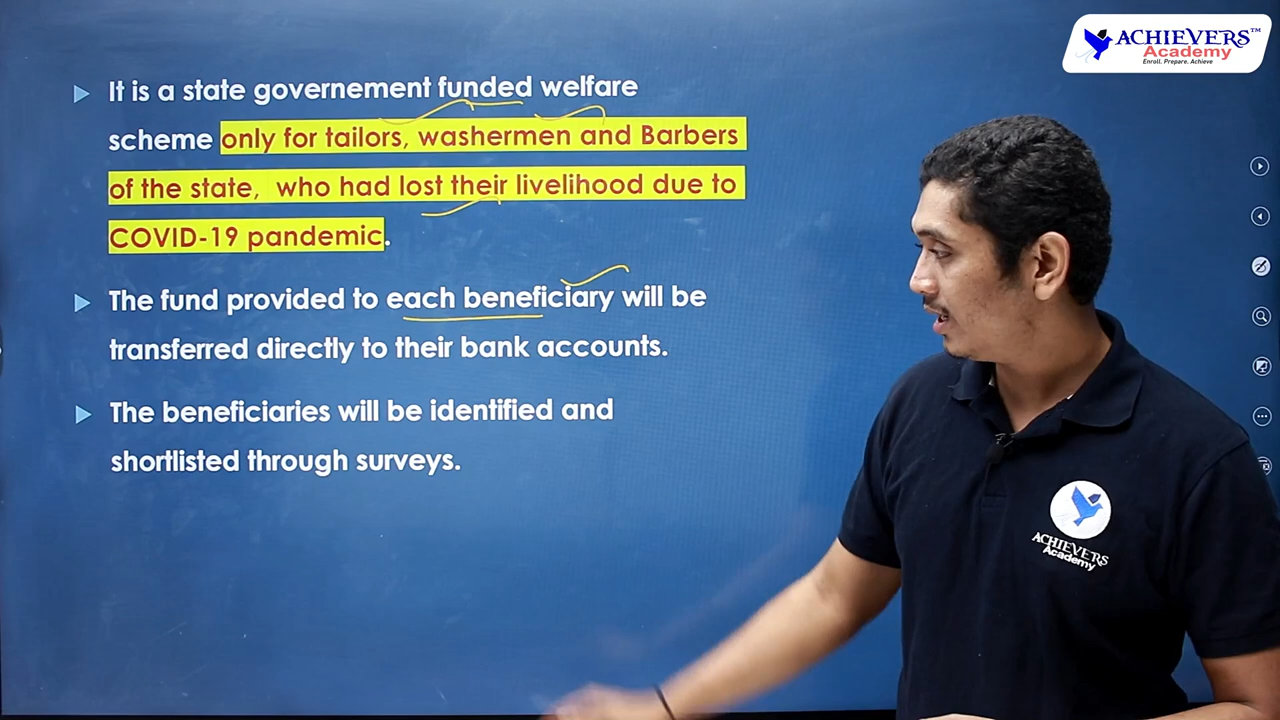 ACHIEVERS™
Academy
Enroll. Prepare. Achieve
It is a state governement funded welfare
scheme only for tailors, washermen and Barbers
of the state, who had lost their livelihood due to
COVID-19 pandemic.
The fund provided to each beneficiary will be
transferred directly to their bank accounts.
The beneficiaries will be identified and
shortlisted through surveys.
ACHIEVERS
Academy